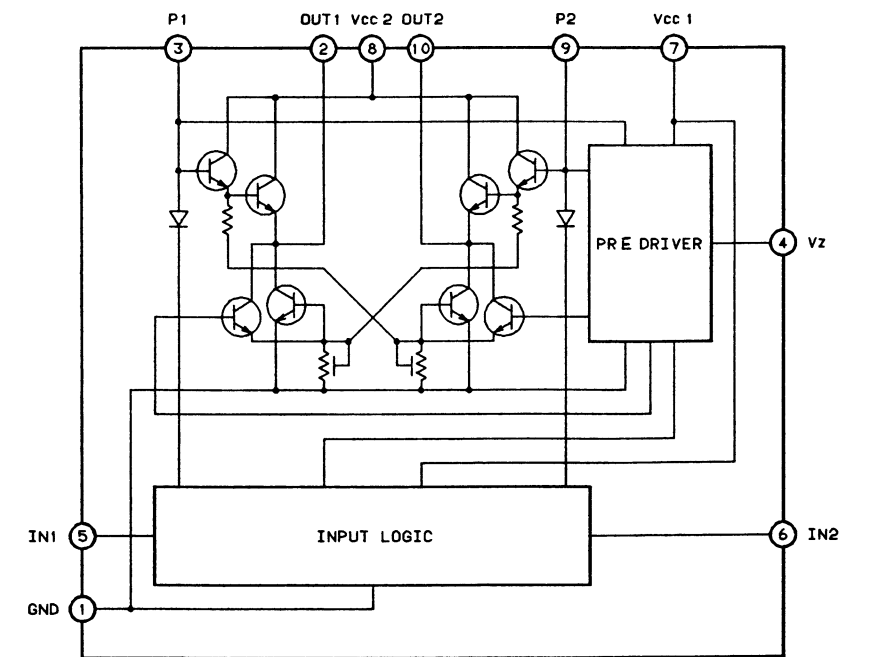 P1 OUT1 Vcc 2 OUT2 P2 Vcc 1
3 2 8 10 9 7
PRE DRIVER 4 Vz
IN1 5 INPUT LOGIC 6 IN2
GND 1